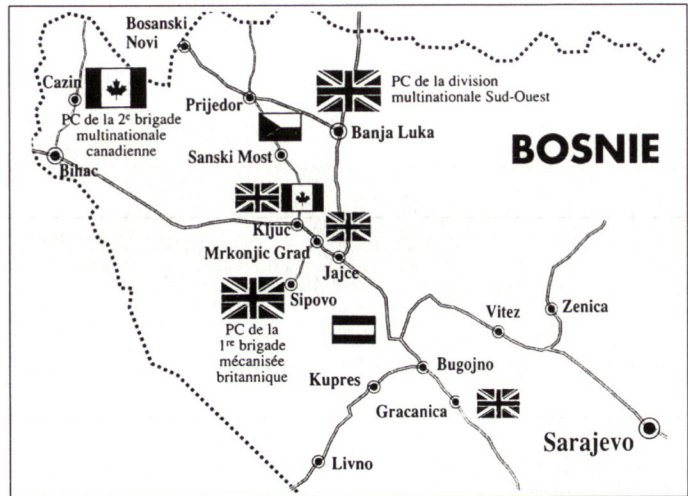 Bosanski
Novi
Cazin
PC de la 2e brigade
multinationale
canadienne
Bihac
Prijedor
PC de la division
multinationale Sud-Ouest
Banja Luka
Sanski Most
BOSNIE
Kljuc
Mrkonjic Grad
Jajce
Sipovo
PC de la
1re brigade
mécanisée
britannique
Vitez
Zenica
Bugojno
Kupres
Gracanica
Livno
Sarajevo